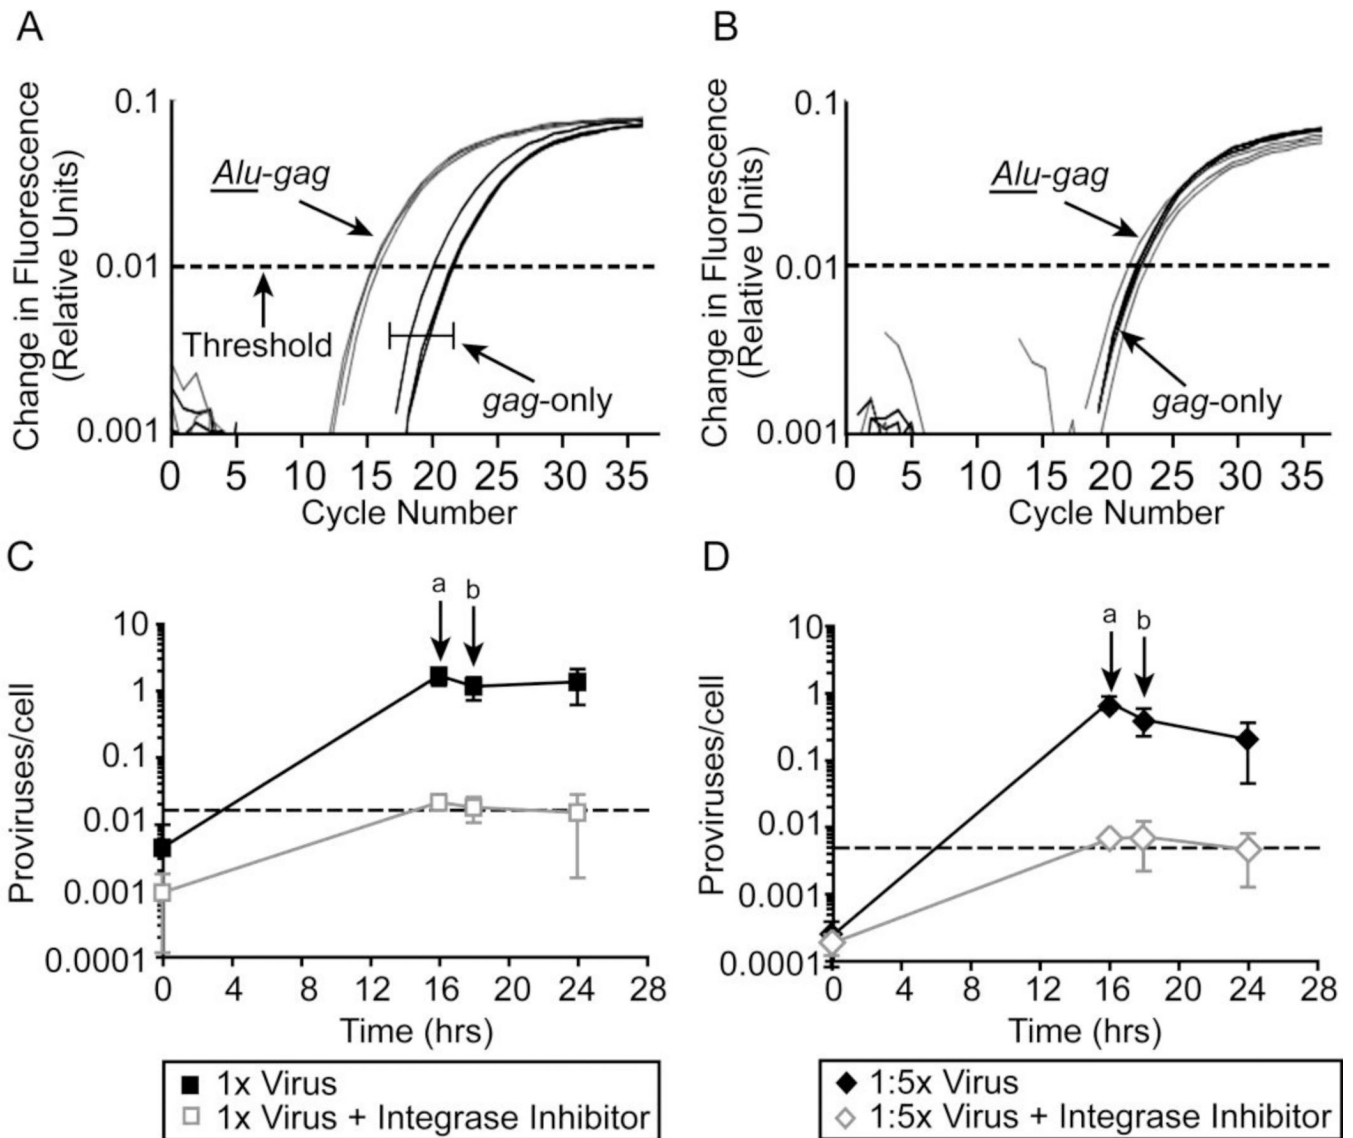 A
B
Change in Fluorescence
(Relative Units)
0.1
0.01
0.001
Alu-gag
Threshold
gag-only
0 5 10 15 20 25 30 35
Cycle Number
Change in Fluorescence
(Relative Units)
0.1
0.01
0.001
Alu-gag
gag-only
0 5 10 15 20 25 30 35
Cycle Number
C
D
Proviruses/cell
10
1
0.1
0.01
0.001
0.0001
a b
0 4 8 12 16 20 24 28
Time (hrs)
1x Virus
1x Virus + Integrase Inhibitor
Proviruses/cell
10
1
0.1
0.01
0.001
0.0001
a b
0 4 8 12 16 20 24 28
Time (hrs)
1:5x Virus
1:5x Virus + Integrase Inhibitor